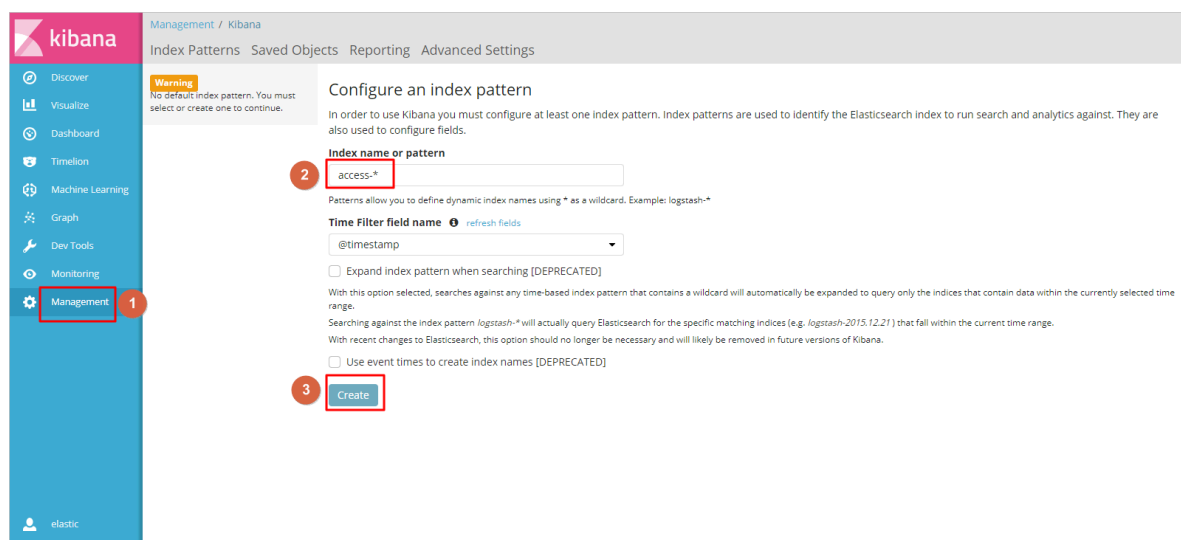 kibana
Discover
Visualize
Dashboard
Timelion
Machine Learning
Graph
Dev Tools
Monitoring
Management
1
elastic
Management / Kibana
Index Patterns Saved Objects Reporting Advanced Settings
Warning
No default index pattern. You must
select or create one to continue.
Configure an index pattern
In order to use Kibana you must configure at least one index pattern. Index patterns are used to identify the Elasticsearch index to run search and analytics against. They are
also used to configure fields.
Index name or pattern
2
access-*
Patterns allow you to define dynamic index names using * as a wildcard. Example: logstash-*
Time Filter field name refresh fields
@timestamp
Expand index pattern when searching [DEPRECATED]
With this option selected, searches against any time-based index pattern that contains a wildcard will automatically be expanded to query only the indices that contain data within the currently selected time
range.
Searching against the index pattern logstash-* will actually query Elasticsearch for the specific matching indices (e.g. logstash-2015.12.21 ) that fall within the current time range.
With recent changes to Elasticsearch, this option should no longer be necessary and will likely be removed in future versions of Kibana.
Use event times to create index names [DEPRECATED]
3
Create